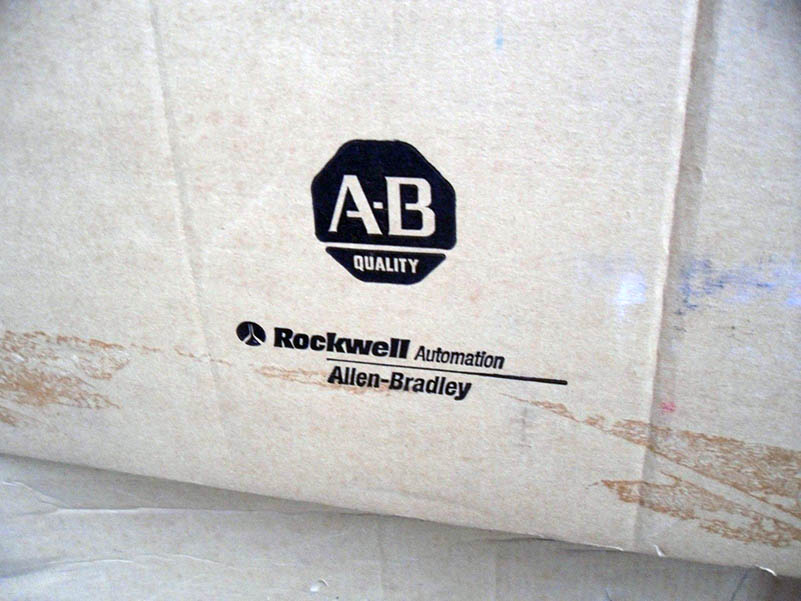 A-B
QUALITY
Rockwell Automation
Allen-Bradley